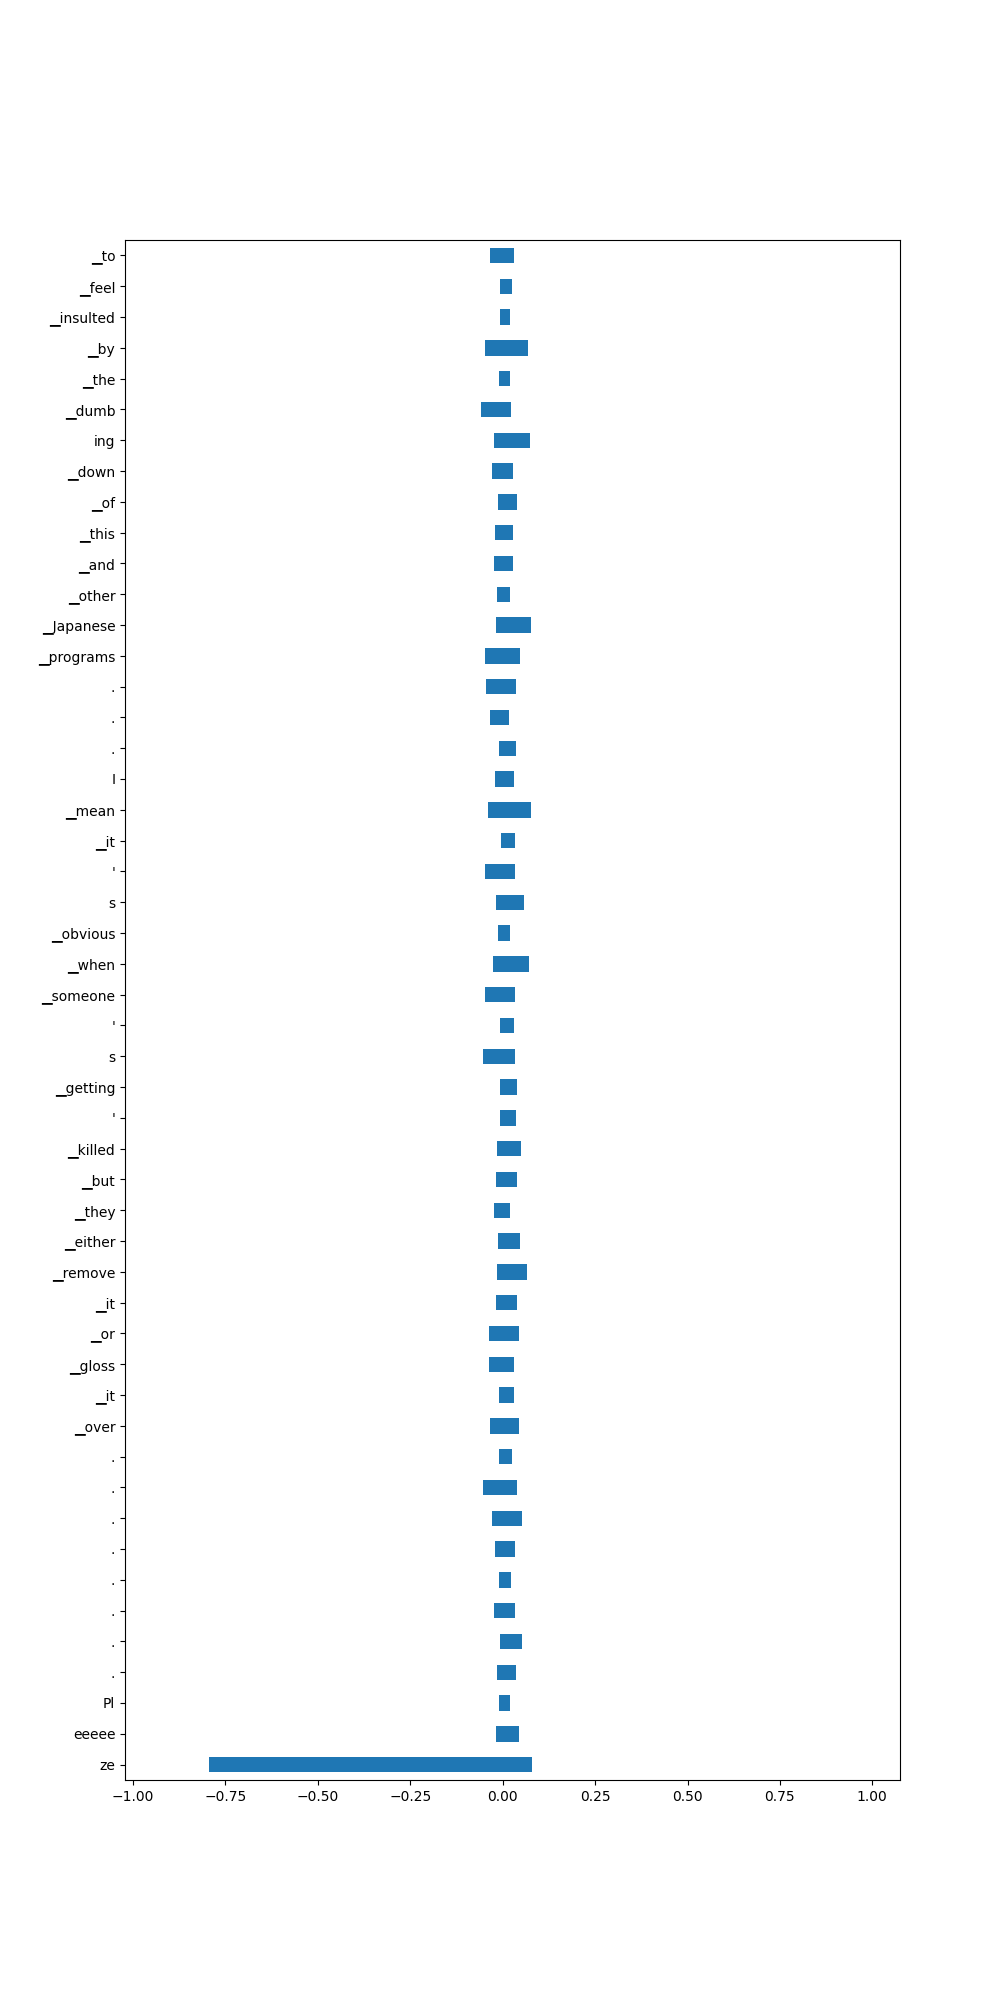 _to
_feel
_insulted
_by
_the
_dumb
ing
_down
_of
_this
_and
_other
_Japanese
_programs
.
.
.
I
_mean
_it
'
s
_obvious
_when
_someone
'
s
_getting
'
_killed
_but
_they
_either
_remove
_it
_or
_gloss
_it
_over
.
.
.
.
.
.
.
.
Pl
eeeee
ze
−1.00 −0.75 −0.50 −0.25 0.00 0.25 0.50 0.75 1.00